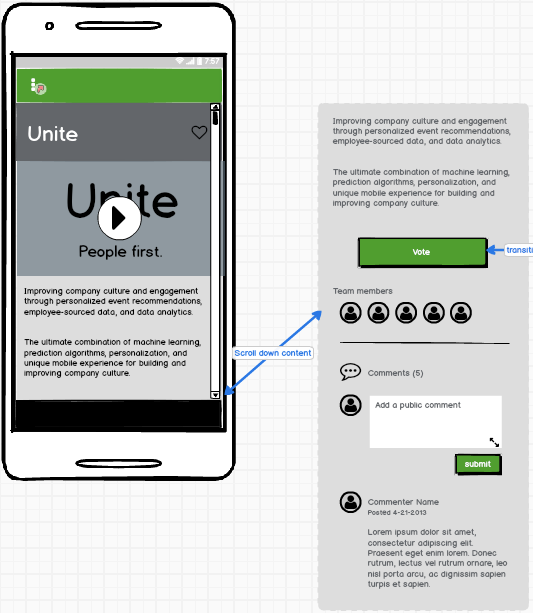 7:57
Unite
Unite
People first.
Improving company culture and engagement
through personalized event recommendations,
employee-sourced data, and data analytics.
The ultimate combination of machine learning,
prediction algorithms, personalization, and
unique mobile experience for building and
improving company culture.
Scroll down content
Improving company culture and engagement
through personalized event recommendations,
employee-sourced data, and data analytics.
The ultimate combination of machine learning,
prediction algorithms, personalization, and
unique mobile experience for building and
improving company culture.
Vote
transiti
Team members
Comments (5)
Add a public comment
submit
Commenter Name
Posted 4-21-2013
Lorem ipsum dolor sit amet,
consectetur adipiscing elit.
Praesent eget enim lorem. Donec
rutrum, lectus vel rutrum ornare, leo
nisl porta arcu, ac dignissim sapien
turpis et sapien.